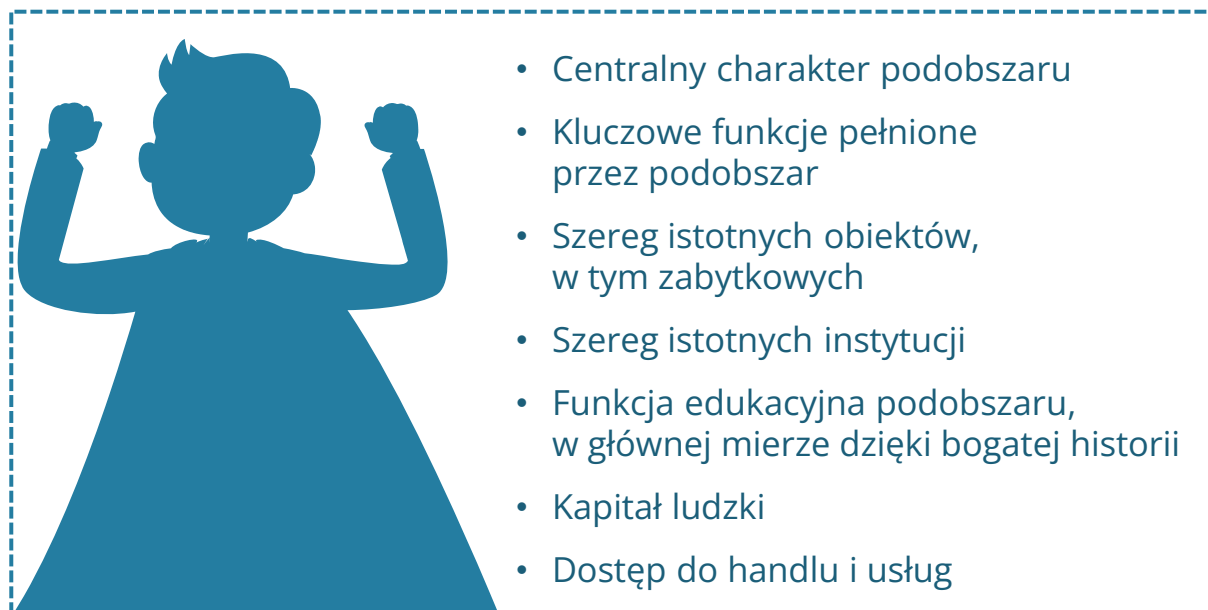 • Centralny charakter podobszaru
• Kluczowe funkcje pełnione
przez podobszar
• Szereg istotnych obiektów,
w tym zabytkowych
• Szereg istotnych instytucji
• Funkcja edukacyjna podobszaru,
w głównej mierze dzięki bogatej historii
• Kapitał ludzki
• Dostęp do handlu i usług